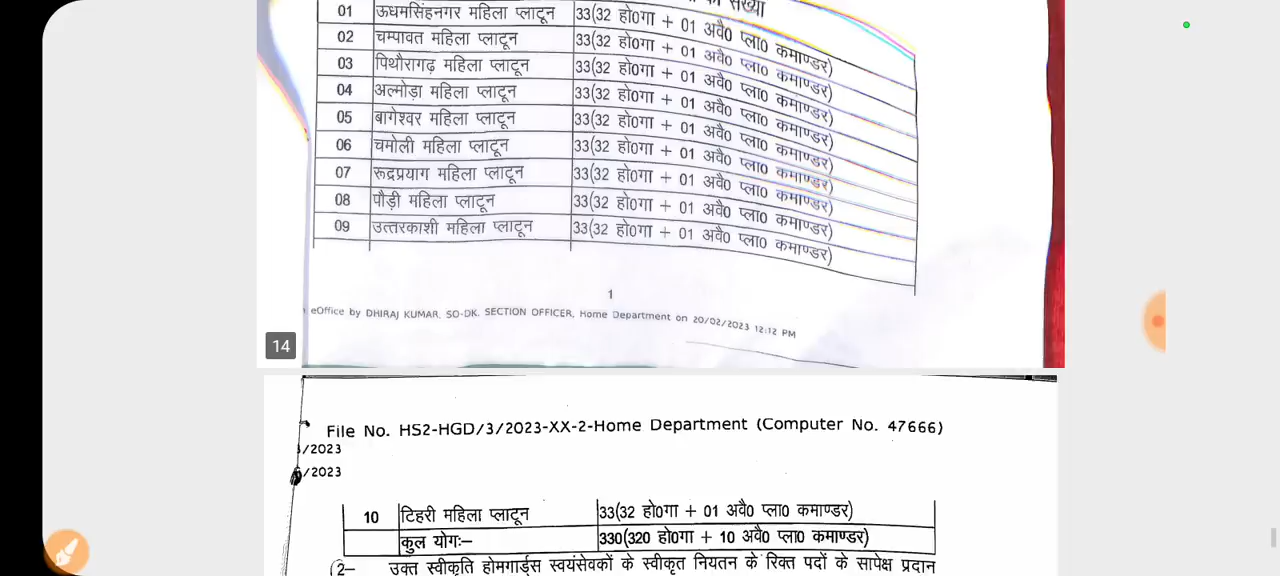 संख्या
01 ऊधमसिंहनगर महिला प्लाटून 33(32 हो0गा + 01 अवै0 प्ला0 कमाण्डर)
02 चम्पावत महिला प्लाटून 33(32 हो0गा + 01 अवै0 प्ला0 कमाण्डर)
03 पिथौरागढ़ महिला प्लाटून 33(32 हो0गा + 01 अवै0 प्ला0 कमाण्डर)
04 अल्मोड़ा महिला प्लाटून 33(32 हो0गा + 01 अवै0 प्ला0 कमाण्डर)
05 बागेश्वर महिला प्लाटून 33(32 हो0गा + 01 अवै0 प्ला0 कमाण्डर)
06 चमोली महिला प्लाटून 33(32 हो0गा + 01 अवै0 प्ला0 कमाण्डर)
07 रूद्रप्रयाग महिला प्लाटून 33(32 हो0गा + 01 अवै0 प्ला0 कमाण्डर)
08 पौड़ी महिला प्लाटून 33(32 हो0गा + 01 अवै0 प्ला0 कमाण्डर)
09 उत्तरकाशी महिला प्लाटून 33(32 हो0गा + 01 अवै0 प्ला0 कमाण्डर)
1
eOffice by DHIRAJ KUMAR, SO-DK, SECTION OFFICER, Home Department on 20/02/2023 12:12 PM
14
File No. HS2-HGD/3/2023-XX-2-Home Department (Computer No. 47666)
/2023
/2023
10 टिहरी महिला प्लाटून 33(32 हो0गा + 01 अवै0 प्ला0 कमाण्डर)
कुल योगः- 330(320 हो0गा + 10 अवै0 प्ला0 कमाण्डर)
2- उक्त स्वीकृति होमगार्ड्स स्वयंसेवकों के स्वीकृत नियतन के रिक्त पदों के सापेक्ष प्रदान